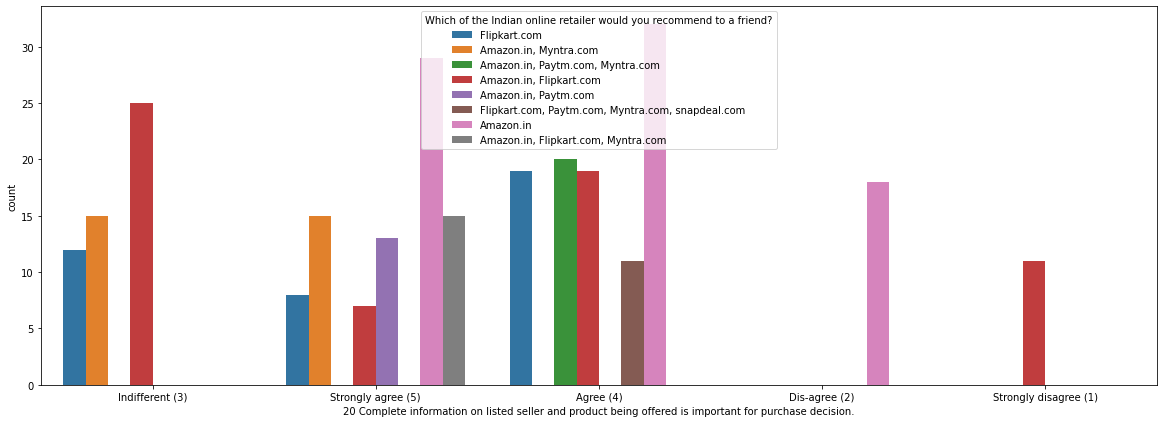 Which of the Indian online retailer would you recommend to a friend?
Flipkart.com
Amazon.in, Myntra.com
Amazon.in, Paytm.com, Myntra.com
Amazon.in, Flipkart.com
Amazon.in, Paytm.com
Flipkart.com, Paytm.com, Myntra.com, snapdeal.com
Amazon.in
Amazon.in, Flipkart.com, Myntra.com
30
25
20
15
10
5
0
count
Indifferent (3)
Strongly agree (5)
Agree (4)
Dis-agree (2)
Strongly disagree (1)
20 Complete information on listed seller and product being offered is important for purchase decision.